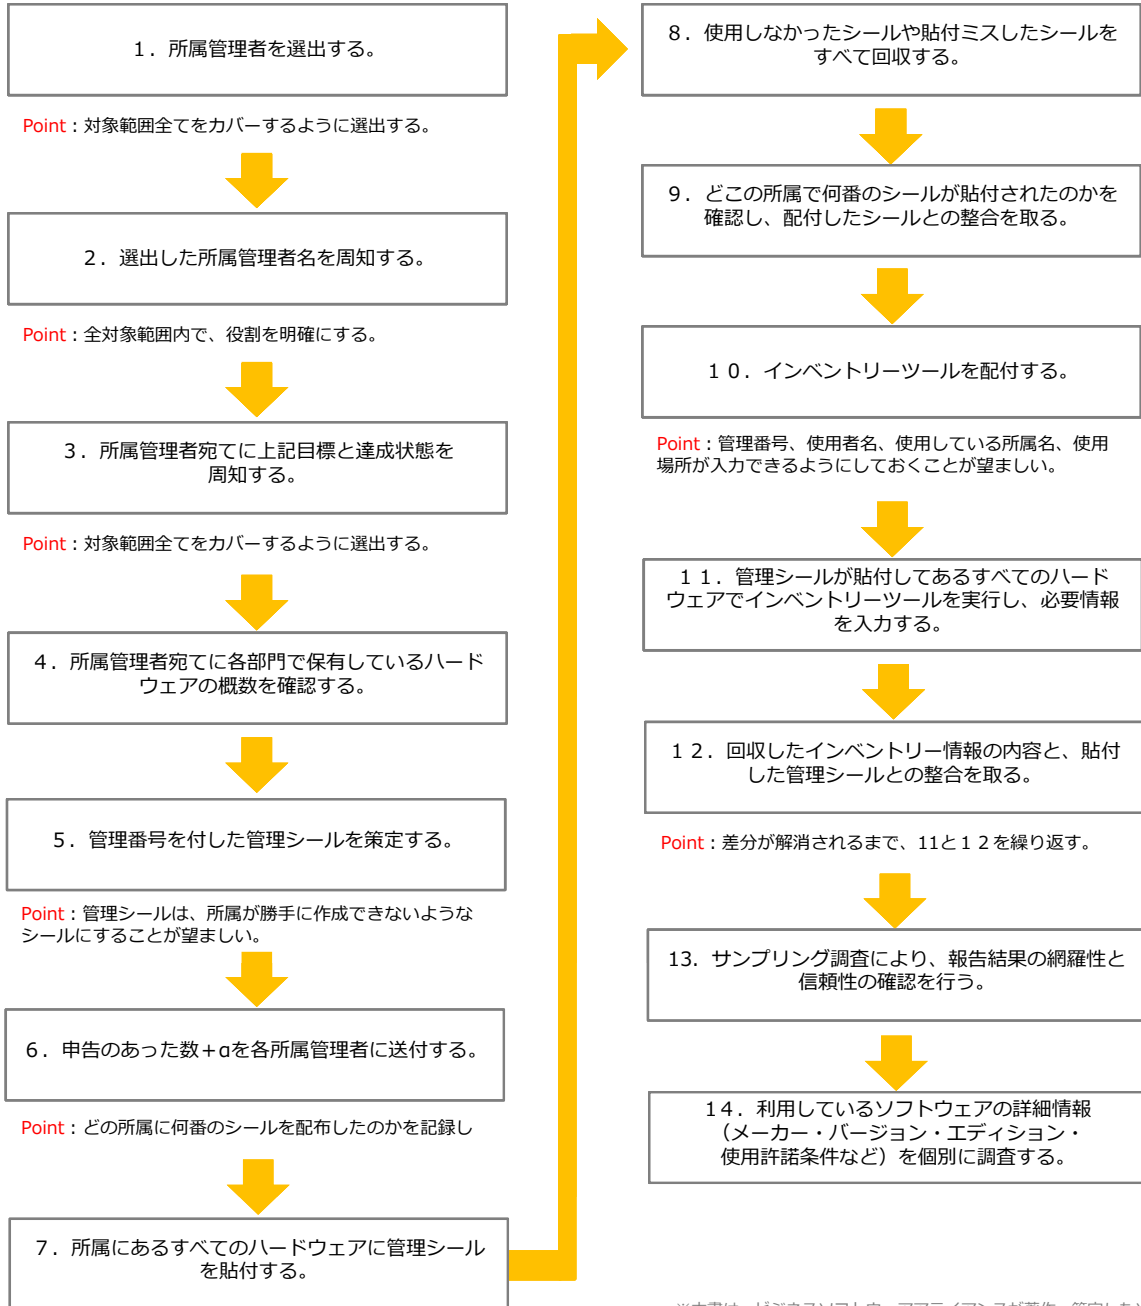 1．所属管理者を選出する。
Point：対象範囲全てをカバーするように選出する。
2．選出した所属管理者名を周知する。
Point：全対象範囲内で、役割を明確にする。
3．所属管理者宛てに上記目標と達成状態を
周知する。
Point：対象範囲全てをカバーするように選出する。
4．所属管理者宛てに各部門で保有しているハード
ウェアの概数を確認する。
5．管理番号を付した管理シールを策定する。
Point：管理シールは、所属が勝手に作成できないような
シールにすることが望ましい。
6．申告のあった数+αを各所属管理者に送付する。
Point：どの所属に何番のシールを配布したのかを記録し
7．所属にあるすべてのハードウェアに管理シール
を貼付する。
8．使用しなかったシールや貼付ミスしたシールを
すべて回収する。
9．どこの所属で何番のシールが貼付されたのかを
確認し、配付したシールとの整合を取る。
１０．インベントリーツールを配付する。
Point：管理番号、使用者名、使用している所属名、使用
場所が入力できるようにしておくことが望ましい。
１１．管理シールが貼付してあるすべてのハード
ウェアでインベントリーツールを実行し、必要情報
を入力する。
１２．回収したインベントリー情報の内容と、貼付
した管理シールとの整合を取る。
Point：差分が解消されるまで、11と１２を繰り返す。
13．サンプリング調査により、報告結果の網羅性と
信頼性の確認を行う。
１４．利用しているソフトウェアの詳細情報
（メーカー・バージョン・エディション・
使用許諾条件など）を個別に調査する。